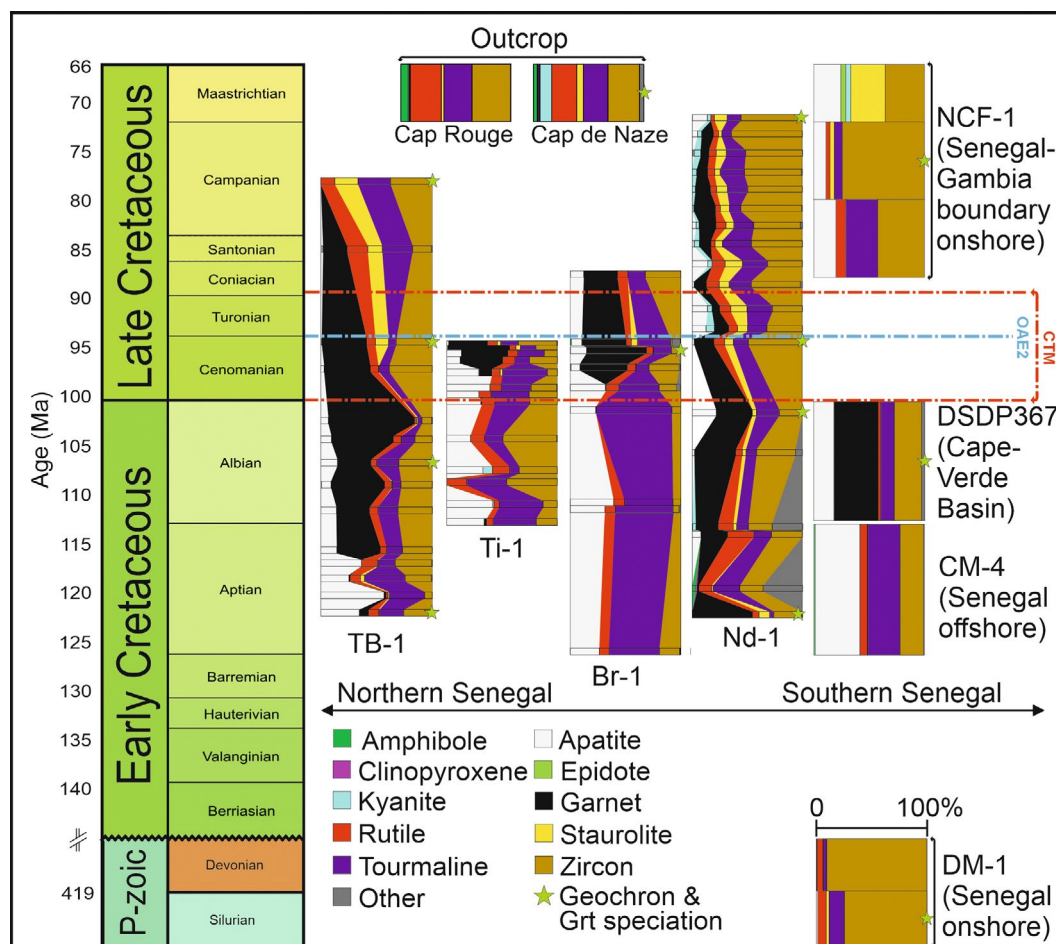 Outcrop
Cap Rouge
Cap de Naze
66
70
75
80
85
90
95
100
105
110
115
120
125
130
135
140
419
Age (Ma)
Late Cretaceous
Early Cretaceous
P-zoic
Maastrichtian
Campanian
Santonian
Coniacian
Turonian
Cenomanian
Albian
Aptian
Barremian
Hauterivian
Valanginian
Berriasian
Devonian
Silurian
TB-1
Ti-1
Br-1
Nd-1
NCF-1
(Senegal-
Gambia
boundary
onshore)
OAE2
CTM
DSDP367
(Cape-
Verde
Basin)
CM-4
(Senegal
offshore)
Northern Senegal
Southern Senegal
Amphibole
Clinopyroxene
Kyanite
Rutile
Tourmaline
Other
Apatite
Epidote
Garnet
Staurolite
Zircon
Geochron &
Grt speciation
0
100%
DM-1
(Senegal
onshore)